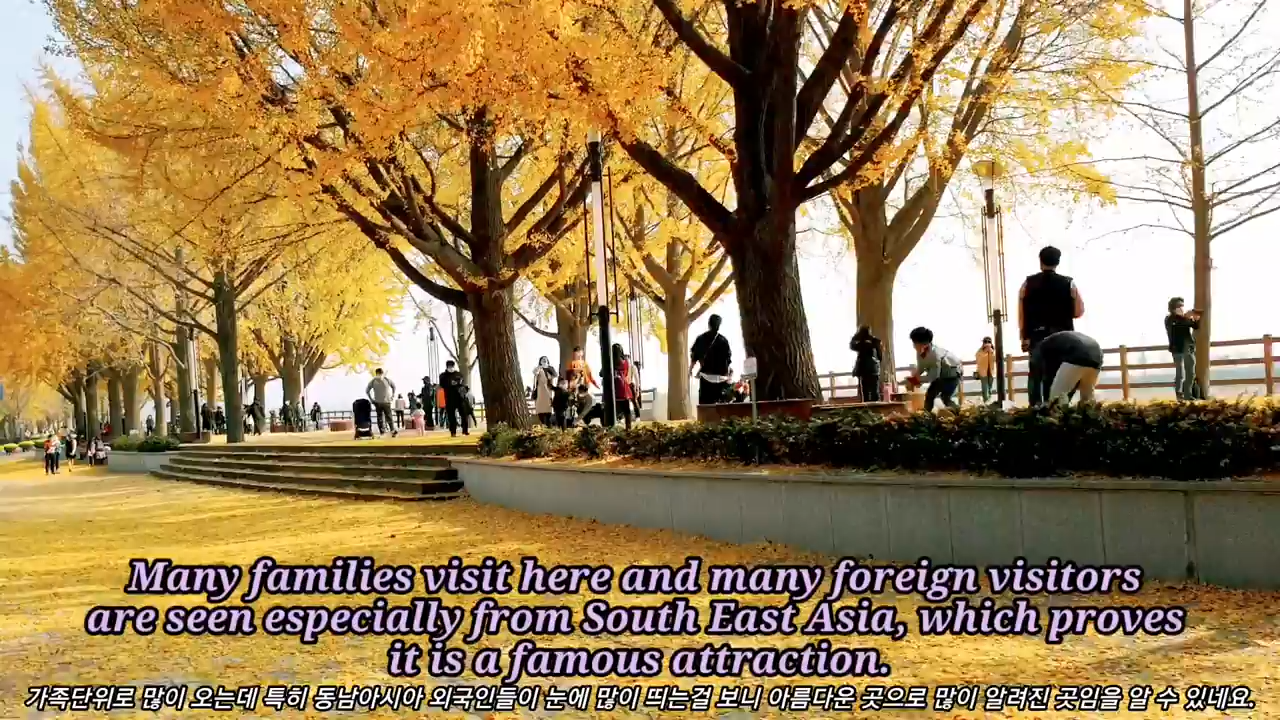 Many families visit here and many foreign visitors
are seen especially from South East Asia, which proves
it is a famous attraction.
가족단위로 많이 오는데 특히 동남아시아 외국인들이 눈에 많이 띄는걸 보니 아름다운 곳으로 많이 알려진 곳임을 알 수 있네요.